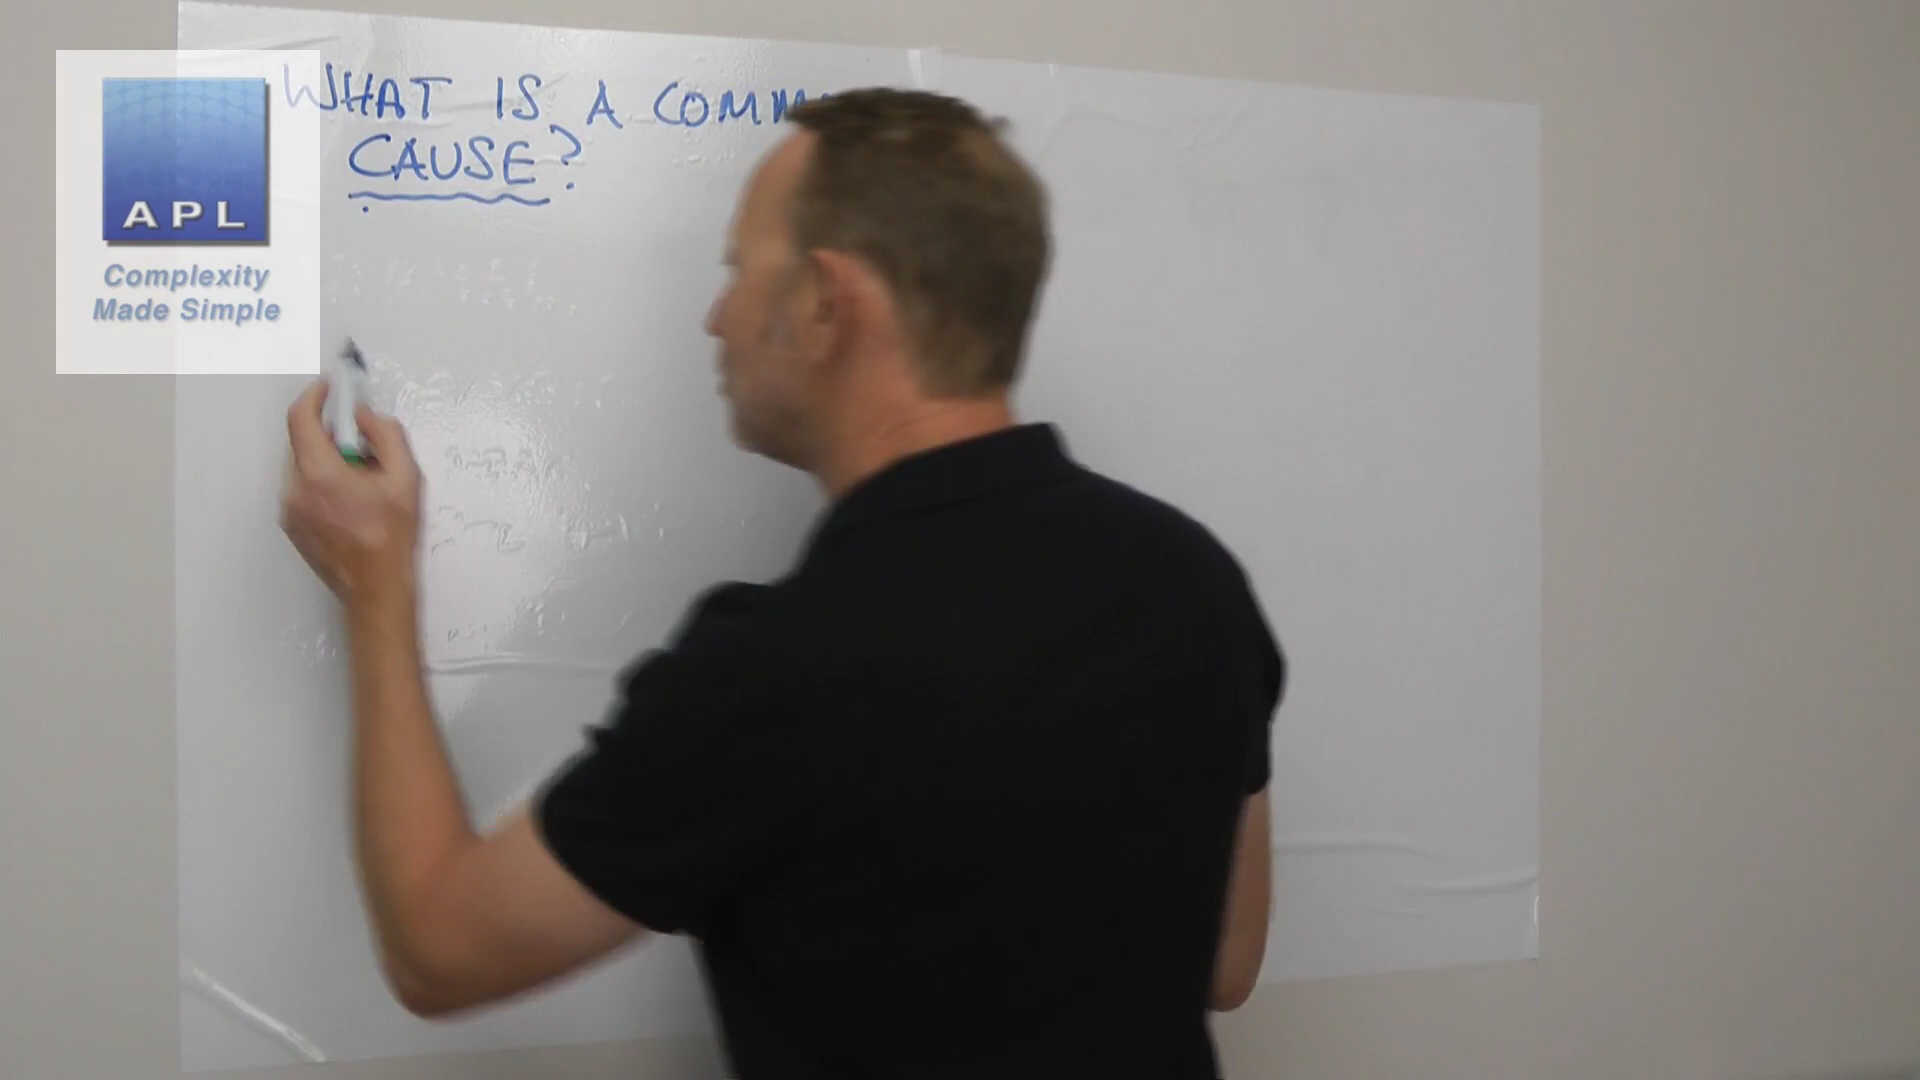 WHAT IS A COMM
CAUSE?
APL
Complexity
Made Simple